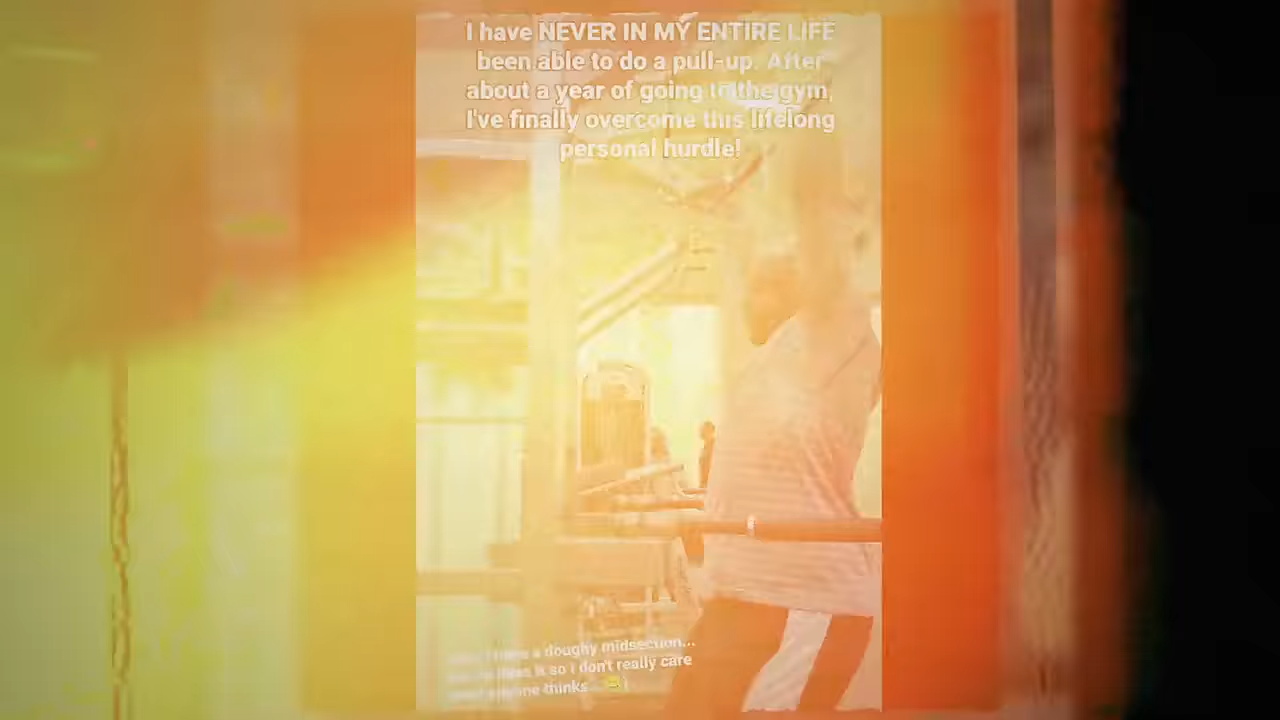 I have NEVER IN MY ENTIRE LIFE
been able to do a pull-up. After
about a year of going to the gym,
I've finally overcome this lifelong
personal hurdle!
a doughy midsection...
is so I don't really care
thinks...